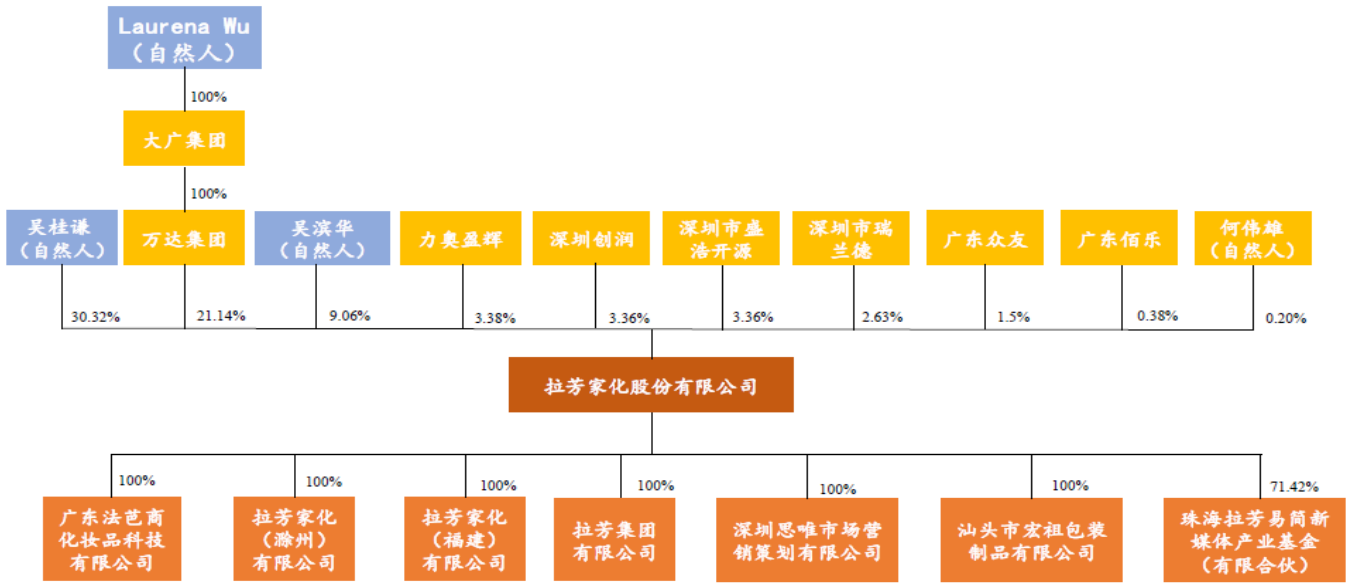 Laurena Wu
（自然人）
100%
大广集团
100%
吴桂谦
（自然人）
万达集团
吴滨华
（自然人）
力奥盈辉
深圳创润
深圳市盛
浩开源
深圳市瑞
兰德
广东众友
广东佰乐
何伟雄
（自然人）
30.32%
21.14%
9.06%
3.38%
3.36%
3.36%
2.63%
1.5%
0.38%
0.20%
拉芳家化股份有限公司
100%
100%
100%
100%
100%
100%
71.42%
广东法芭商
化妆品科技
有限公司
拉芳家化
（滁州）
有限公司
拉芳家化
（福建）
有限公司
拉芳集团
有限公司
深圳思唯市场营
销策划有限公司
汕头市宏祖包装
制品有限公司
珠海拉芳易简新
媒体产业基金
（有限合伙）